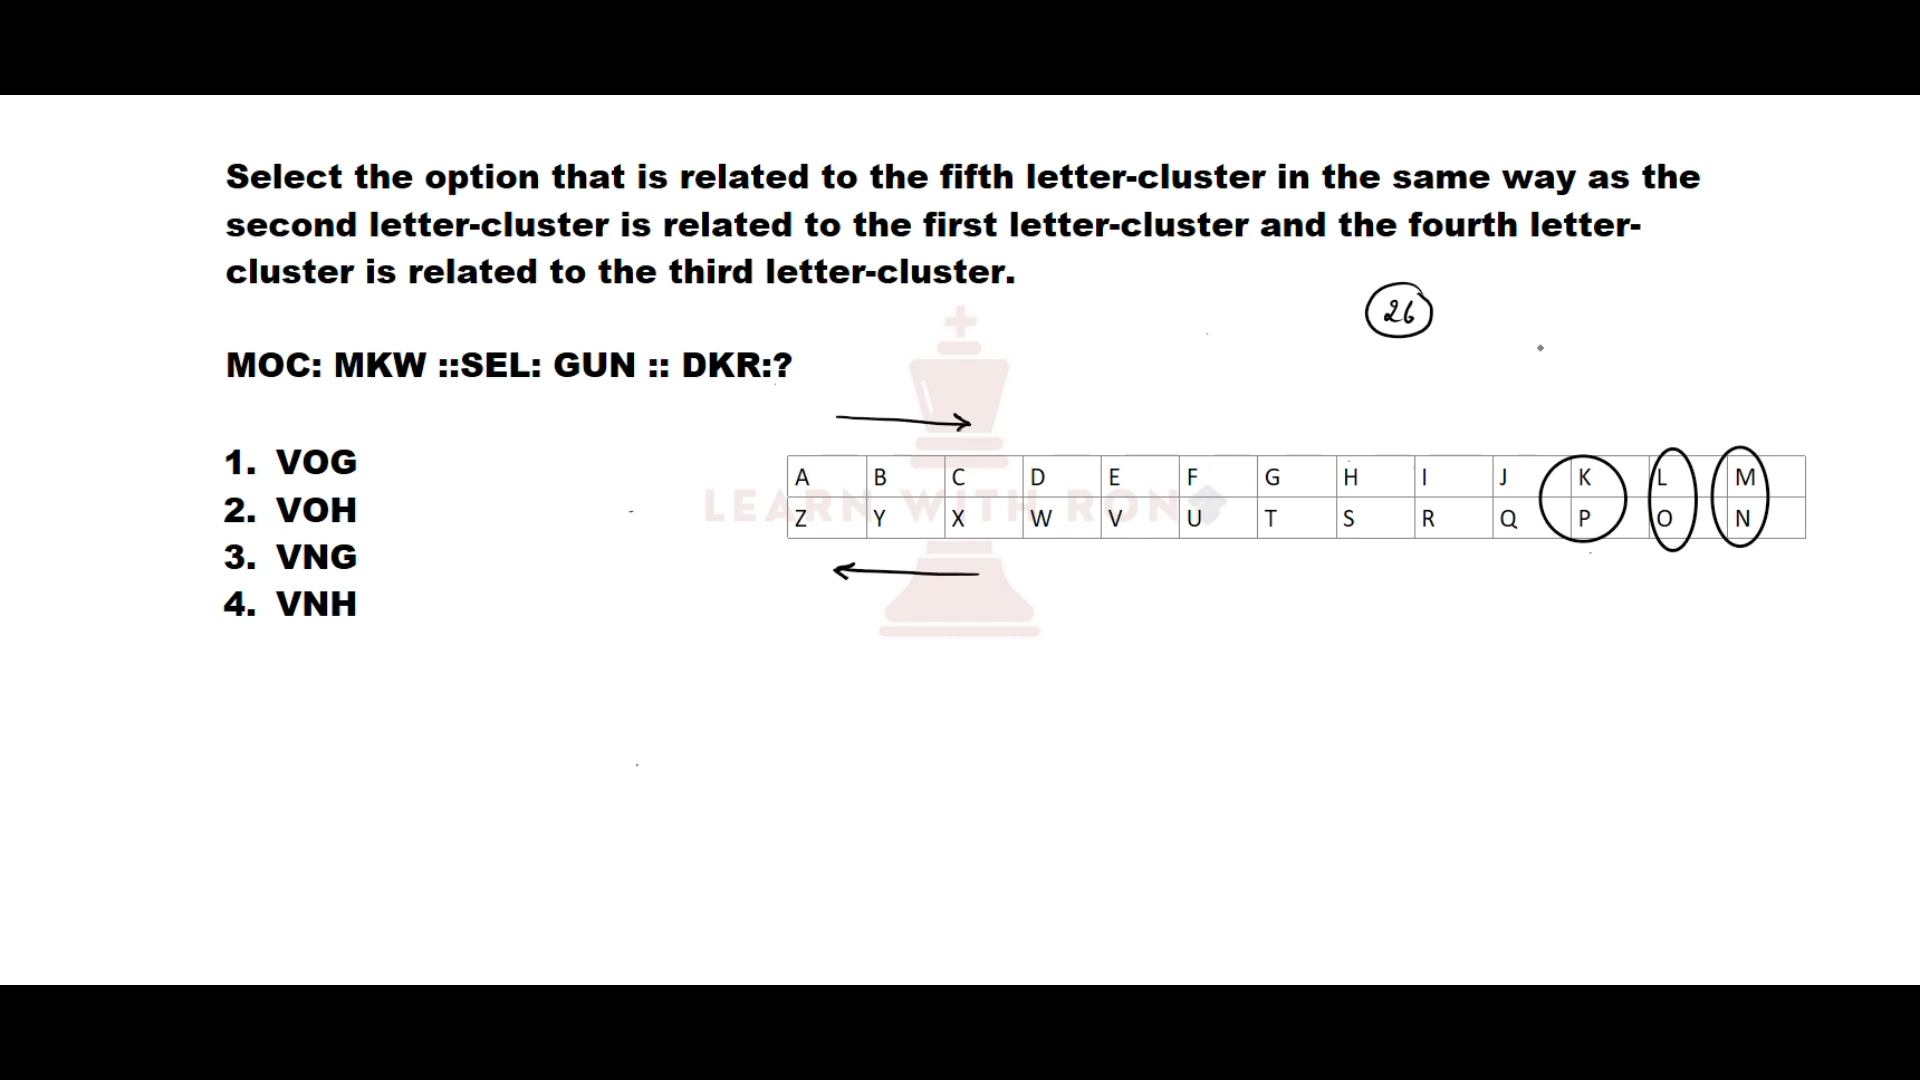 Select the option that is related to the fifth letter-cluster in the same way as the
second letter-cluster is related to the first letter-cluster and the fourth letter-
cluster is related to the third letter-cluster.
26
MOC: MKW ::SEL: GUN :: DKR:?
1. VOG
2. VOH
3. VNG
4. VNH
A B C D E F G H I J K L M
LEARN WITH RON
Z Y X W V U T S R Q P O N